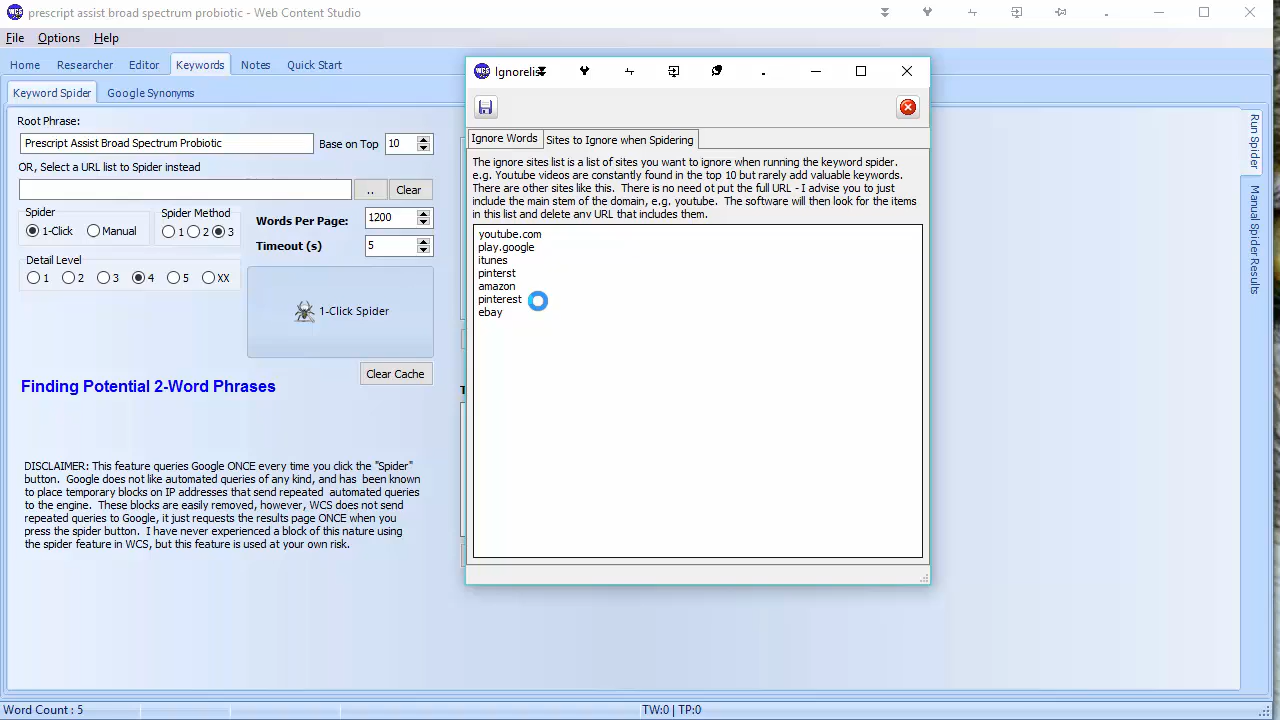 prescript assist broad spectrum probiotic - Web Content Studio
File Options Help
Home Researcher Editor Keywords Notes Quick Start
Keyword Spider Google Synonyms
Root Phrase:
Prescript Assist Broad Spectrum Probiotic
Base on Top 10
OR, Select a URL list to Spider instead
.. Clear
Spider
1-Click Manual
Spider Method
1 2 3
Words Per Page: 1200
Timeout (s) 5
Detail Level
1 2 3 4 5 XX
1-Click Spider
Clear Cache
Finding Potential 2-Word Phrases
DISCLAIMER: This feature queries Google ONCE every time you click the "Spider"
button. Google does not like automated queries of any kind, and has been known
to place temporary blocks on IP addresses that send repeated automated queries
to the engine. These blocks are easily removed, however, WCS does not send
repeated queries to Google, it just requests the results page ONCE when you
press the spider button. I have never experienced a block of this nature using
the spider feature in WCS, but this feature is used at your own risk.
Ignorelis
Ignore Words Sites to Ignore when Spidering
The ignore sites list is a list of sites you want to ignore when running the keyword spider.
e.g. Youtube videos are constantly found in the top 10 but rarely add valuable keywords.
There are other sites like this. There is no need ot put the full URL - I advise you to just
include the main stem of the domain, e.g. youtube. The software will then look for the items
in this list and delete any URL that includes them.
youtube.com
play.google
itunes
pinterst
amazon
pinterest
ebay
Run Spider
Manual Spider Results
Word Count : 5
TW:0 | TP:0